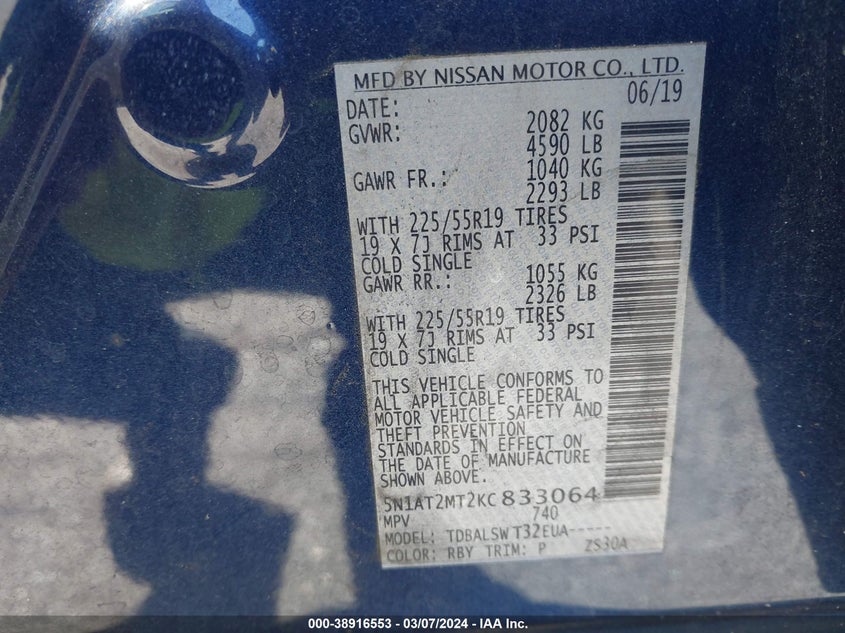 MFD BY NISSAN MOTOR CO., LTD.
DATE: 06/19
GVWR: 2082 KG
4590 LB
GAWR FR.: 1040 KG
2293 LB
WITH 225/55R19 TIRES
19 X 7J RIMS AT 33 PSI
COLD SINGLE
GAWR RR.: 1055 KG
2326 LB
WITH 225/55R19 TIRES
19 X 7J RIMS AT 33 PSI
COLD SINGLE
THIS VEHICLE CONFORMS TO
ALL APPLICABLE FEDERAL
MOTOR VEHICLE SAFETY AND
THEFT PREVENTION
STANDARDS IN EFFECT ON
THE DATE OF MANUFACTURE
SHOWN ABOVE.
5N1AT2MT2KC833064
MPV 740
MODEL: TDBALSWT32EUA-----
COLOR: RBY TRIM: P ZS30A
000-38916553 - 03/07/2024 - IAA Inc.